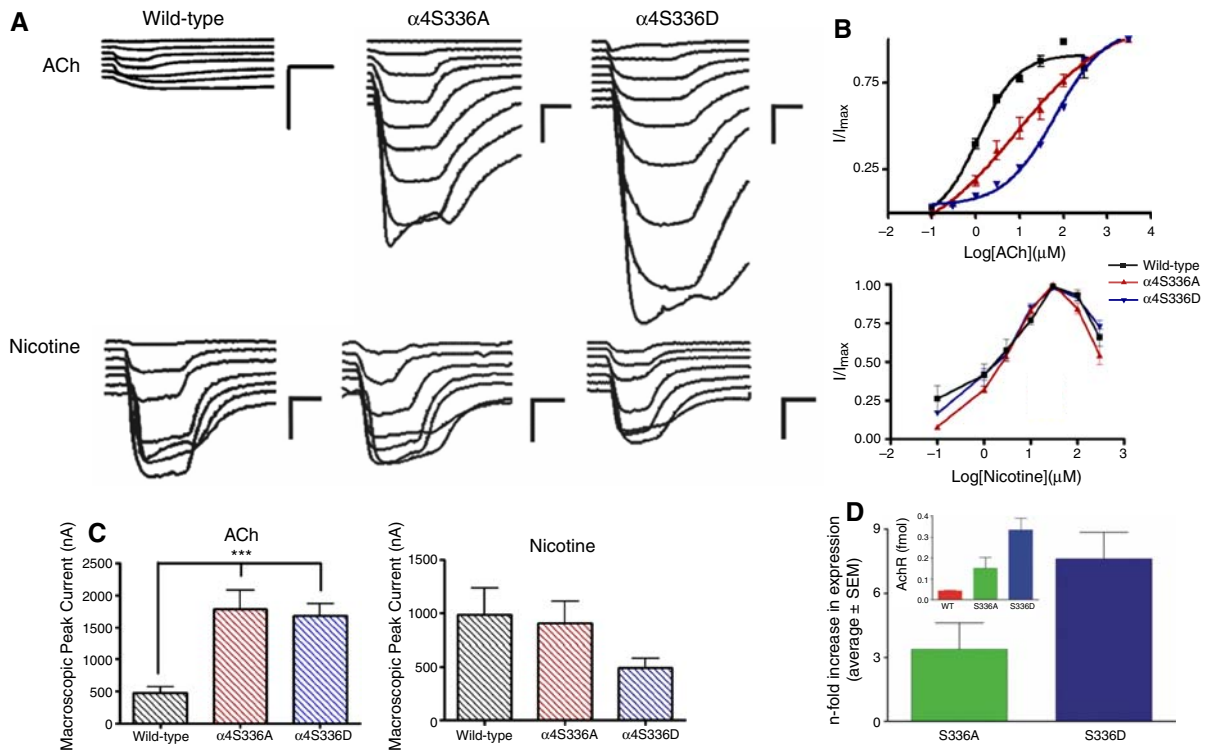 A
Wild-type
α4S336A
α4S336D
ACh
Nicotine
B
I/Imax
0.75
0.25
−2
−1
0
1
2
3
4
Log[ACh](μM)
Wild-type
α4S336A
α4S336D
I/Imax
1.00
0.75
0.50
0.25
0.00
−2
−1
0
1
2
3
Log[Nicotine](μM)
C
ACh
***
Macroscopic Peak Current (nA)
2500
2000
1500
1000
500
0
Wild-type
α4S336A
α4S336D
Nicotine
Macroscopic Peak Current (nA)
1500
1000
500
0
Wild-type
α4S336A
α4S336D
D
n-fold increase in expression
(average ± SEM)
9
6
3
0
S336A
S336D
AchR (fmol)
0.4
0.3
0.2
0.1
0.0
WT
S336A
S336D